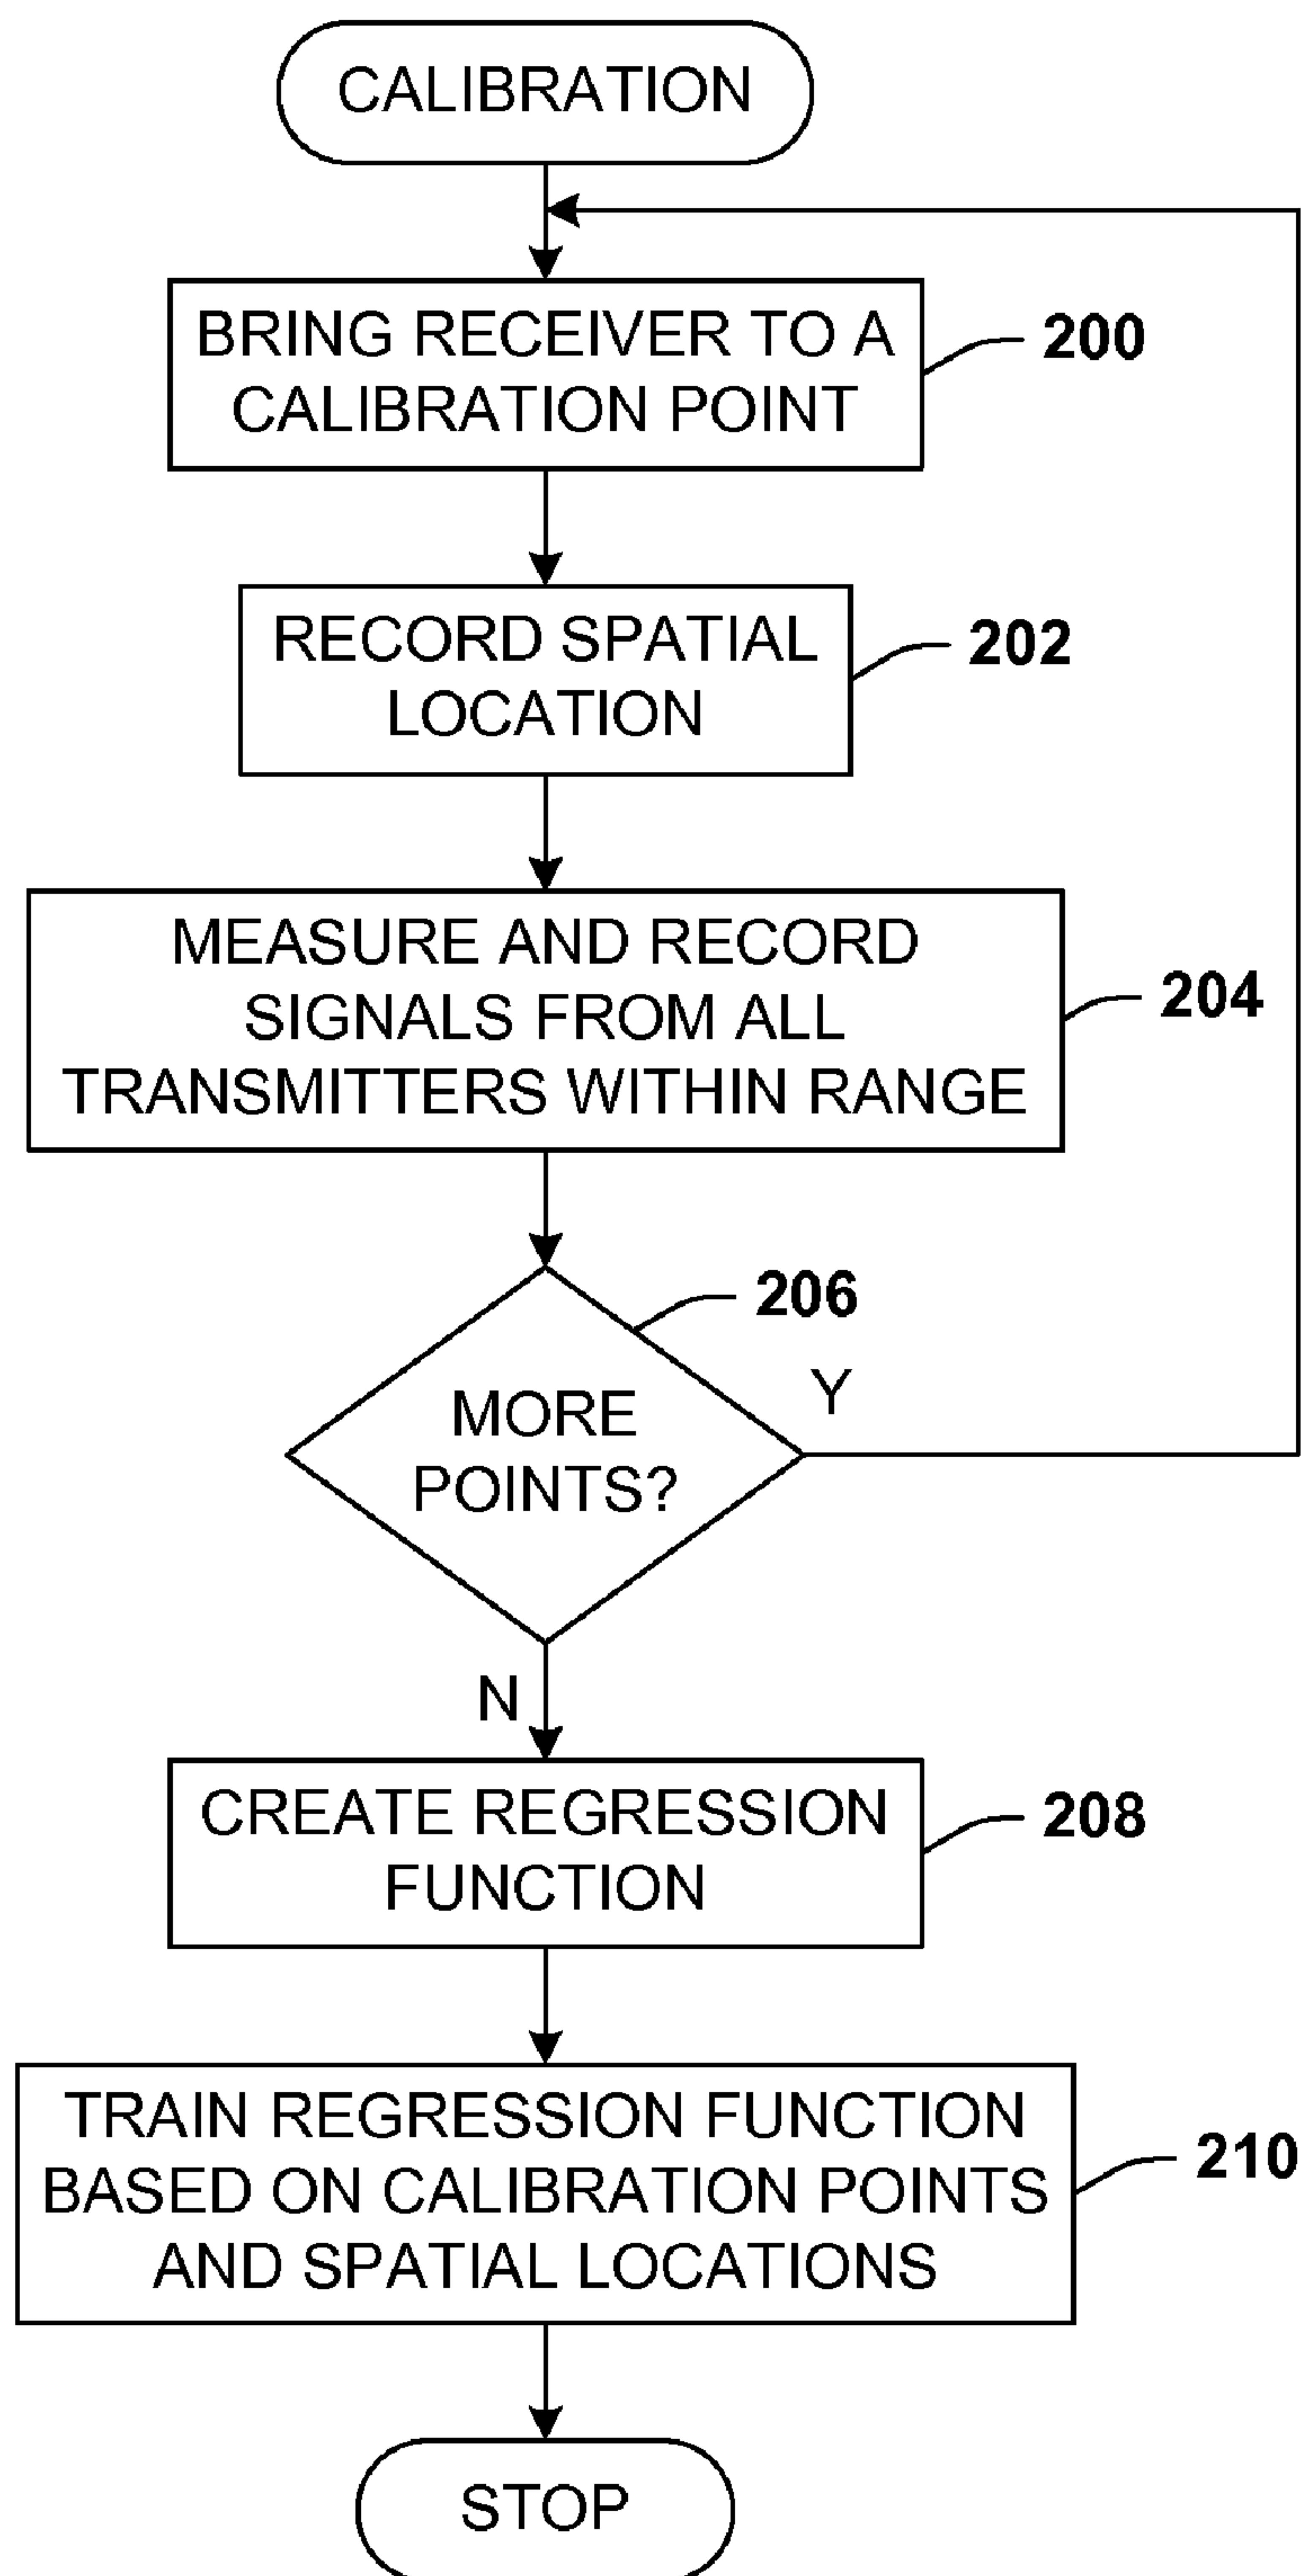 CALIBRATION
BRING RECEIVER TO A
CALIBRATION POINT
200
RECORD SPATIAL
LOCATION
202
MEASURE AND RECORD
SIGNALS FROM ALL
TRANSMITTERS WITHIN RANGE
204
206
MORE
POINTS?
Y
N
CREATE REGRESSION
FUNCTION
208
TRAIN REGRESSION FUNCTION
BASED ON CALIBRATION POINTS
AND SPATIAL LOCATIONS
210
STOP